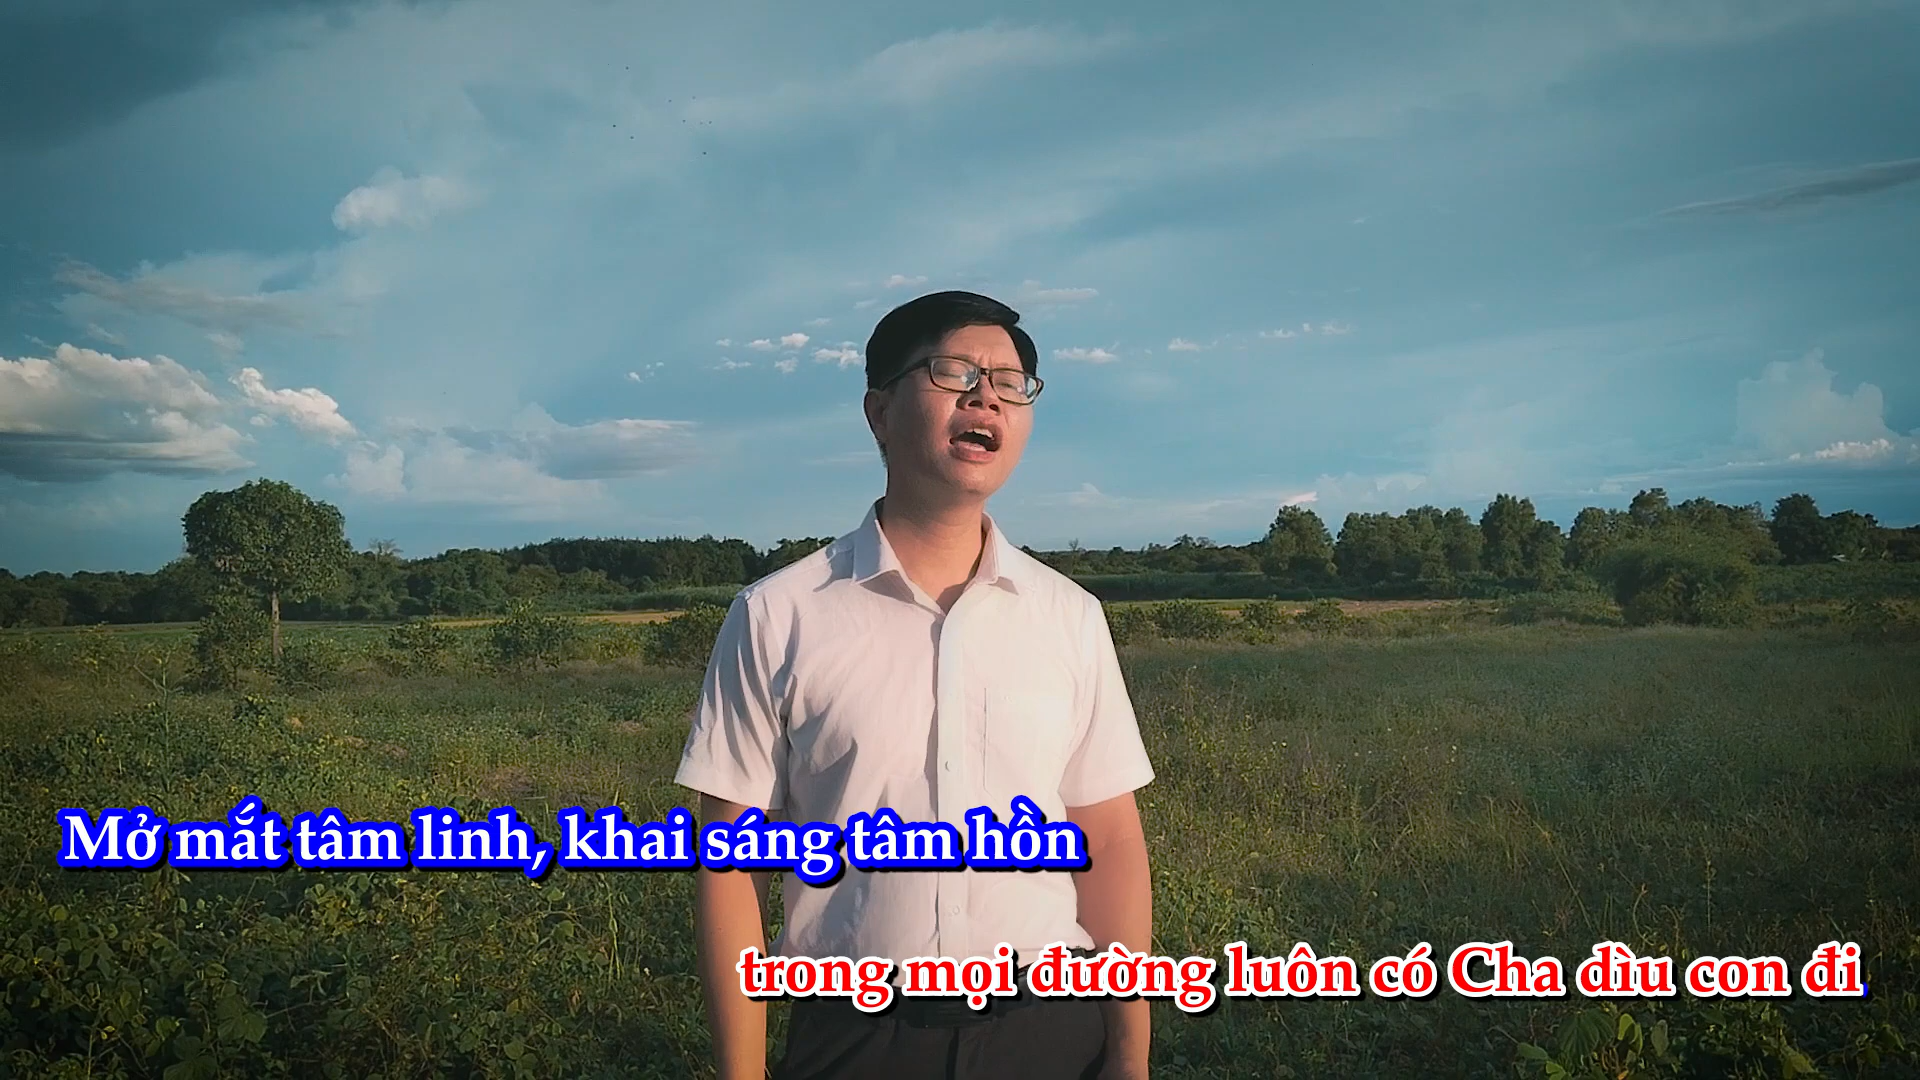 Mở mắt tâm linh, khai sáng tâm hồn
trong mọi đường luôn có Cha dìu con đi